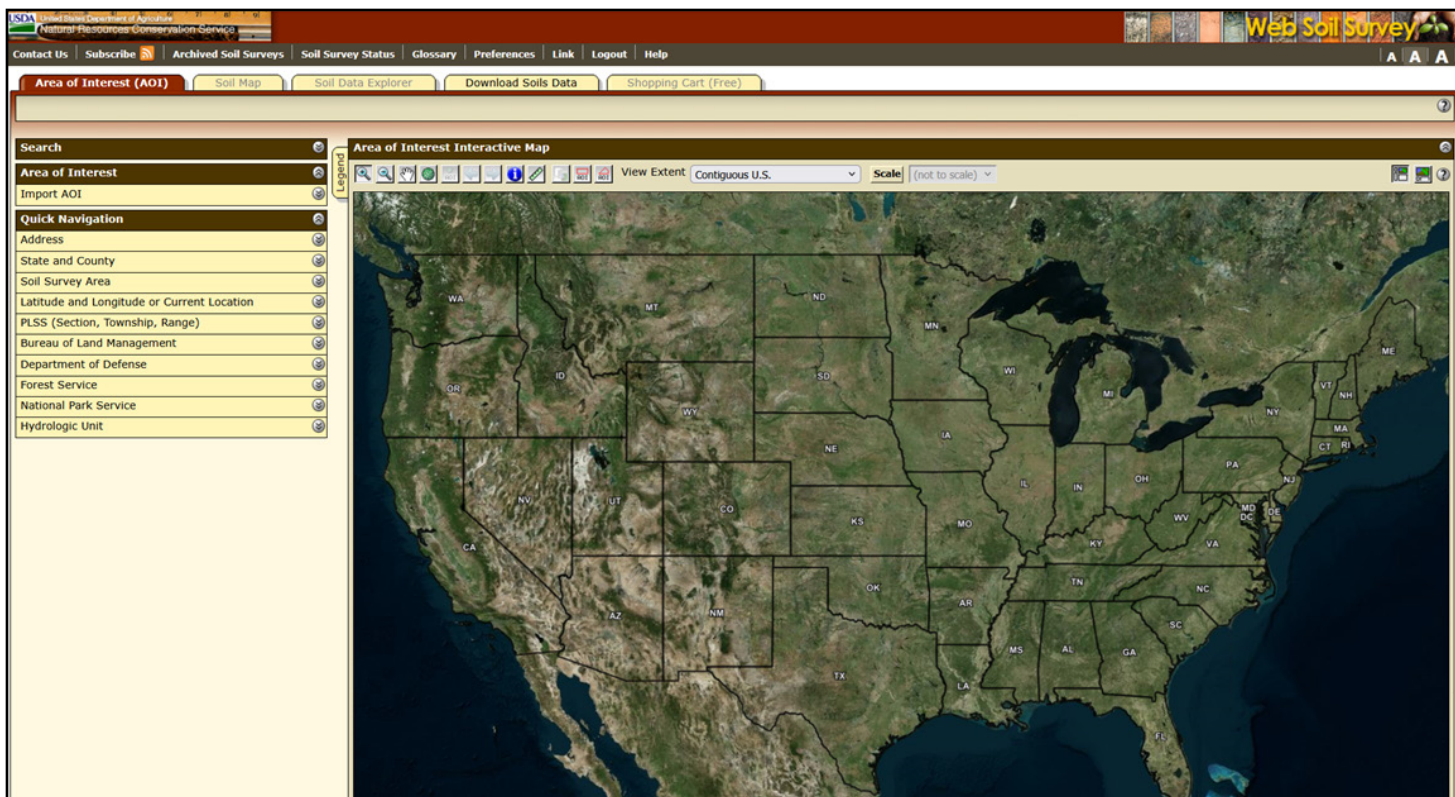 USDA United States Department of Agriculture
Natural Resources Conservation Service
Web Soil Survey
Contact Us | Subscribe | Archived Soil Surveys | Soil Survey Status | Glossary | Preferences | Link | Logout | Help
A A A
Area of Interest (AOI) Soil Map Soil Data Explorer Download Soils Data Shopping Cart (Free)
Search
Area of Interest
Import AOI
Quick Navigation
Address
State and County
Soil Survey Area
Latitude and Longitude or Current Location
PLSS (Section, Township, Range)
Bureau of Land Management
Department of Defense
Forest Service
National Park Service
Hydrologic Unit
Legend
Area of Interest Interactive Map
View Extent Contiguous U.S. Scale (not to scale)
WA MT ND MN ME
OR ID SD WI MI VT NH
WY NY MA
IA CT RI
NE PA
NV UT CO IL IN OH NJ
KS MO WV MD DE
DC
CA KY VA
OK TN NC
AZ NM AR SC
MS AL GA
TX LA
FL